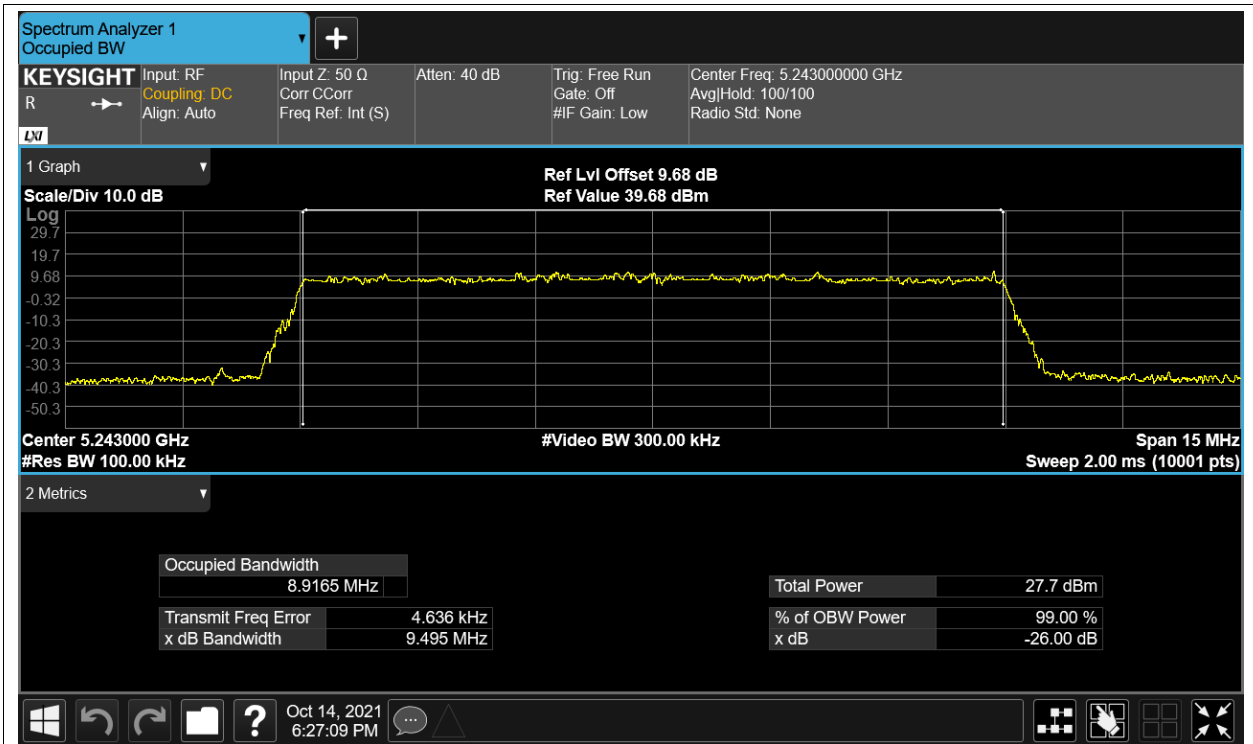 Spectrum Analyzer 1
Occupied BW
KEYSIGHT
R
LXI
Input: RF
Coupling: DC
Align: Auto
Input Z: 50 Ω
Corr CCorr
Freq Ref: Int (S)
Atten: 40 dB
Trig: Free Run
Gate: Off
#IF Gain: Low
Center Freq: 5.243000000 GHz
Avg|Hold: 100/100
Radio Std: None
1 Graph
Scale/Div 10.0 dB
Ref Lvl Offset 9.68 dB
Ref Value 39.68 dBm
Log
29.7
19.7
9.68
-0.32
-10.3
-20.3
-30.3
-40.3
-50.3
Center 5.243000 GHz
#Res BW 100.00 kHz
#Video BW 300.00 kHz
Span 15 MHz
Sweep 2.00 ms (10001 pts)
2 Metrics
Occupied Bandwidth
8.9165 MHz
Transmit Freq Error 4.636 kHz
x dB Bandwidth 9.495 MHz
Total Power 27.7 dBm
% of OBW Power 99.00 %
x dB -26.00 dB
?
Oct 14, 2021
6:27:09 PM